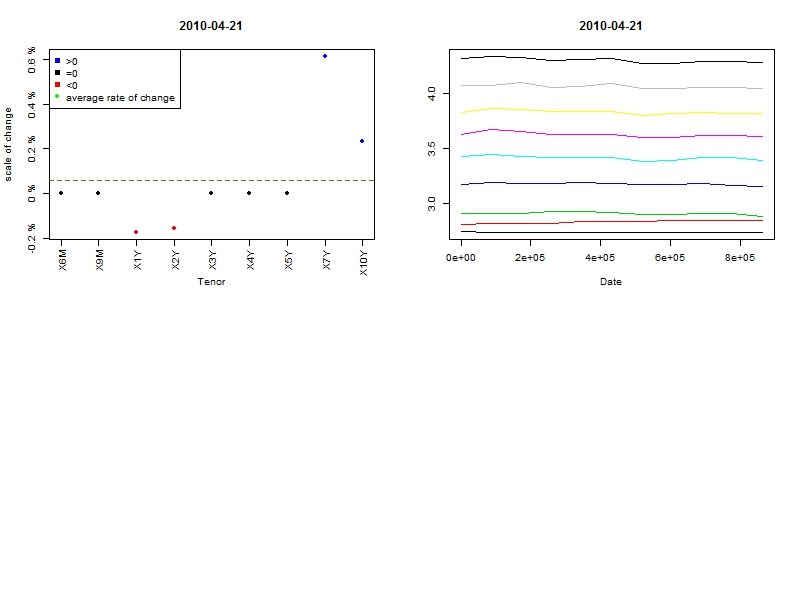 2010-04-21
scale of change
0.6 %
0.4 %
0.2 %
0 %
-0.2 %
>0
=0
<0
average rate of change
X6M X9M X1Y X2Y X3Y X4Y X5Y X7Y X10Y
Tenor
2010-04-21
4.0
3.5
3.0
0e+00 2e+05 4e+05 6e+05 8e+05
Date